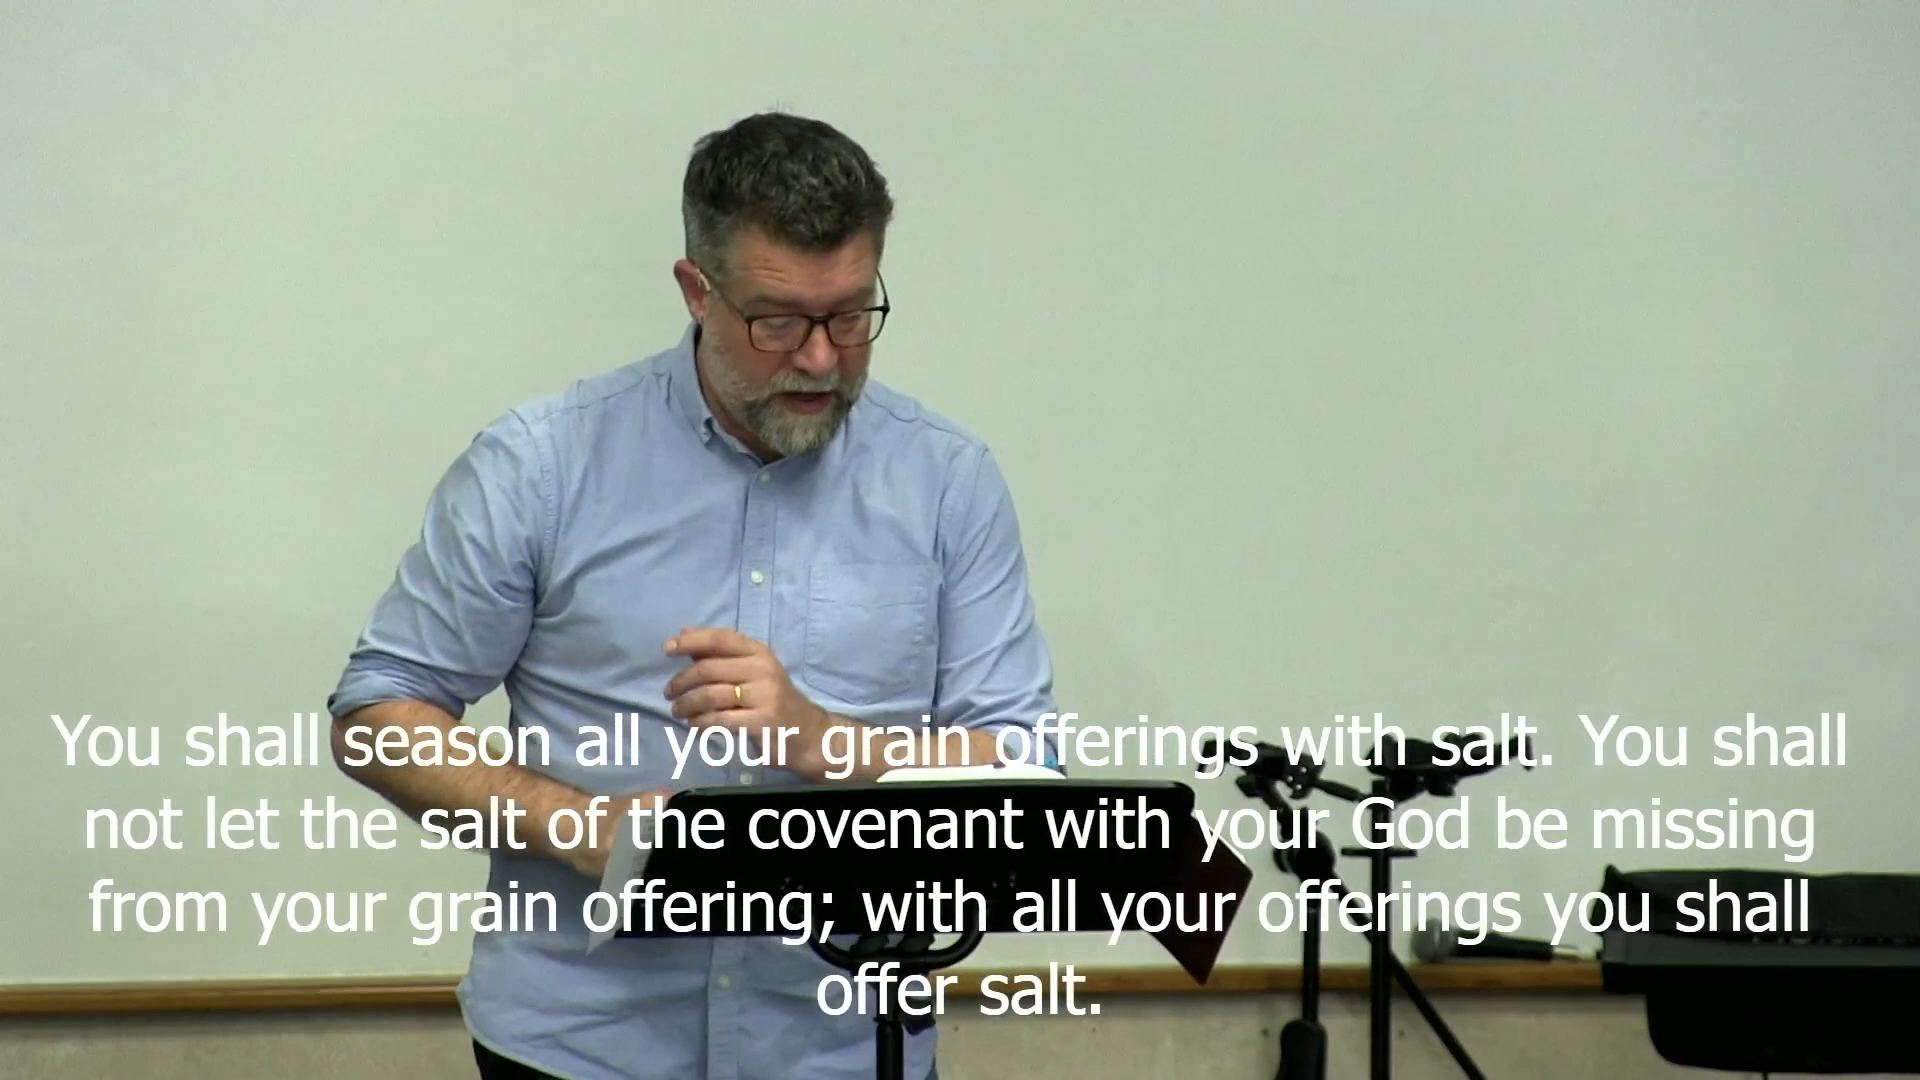 You shall season all your grain offerings with salt. You shall
not let the salt of the covenant with your God be missing
from your grain offering; with all your offerings you shall
offer salt.